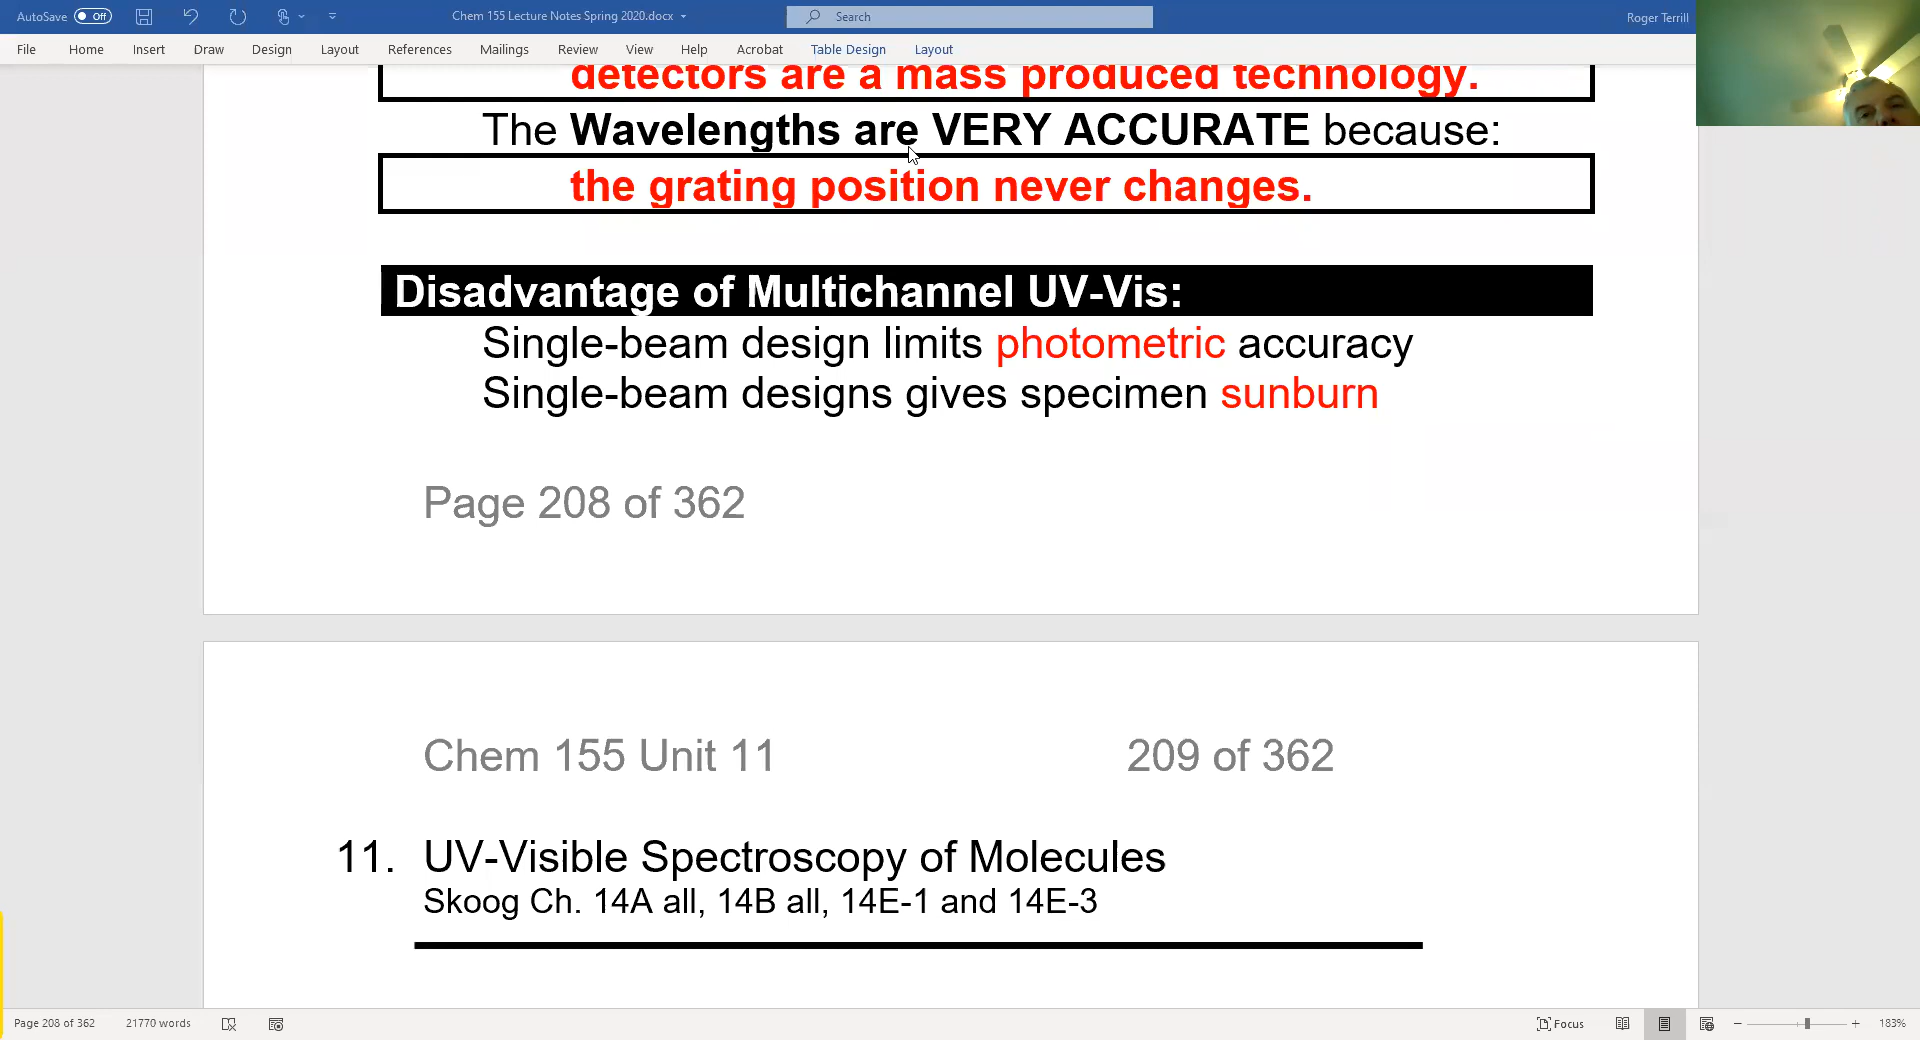 AutoSave Off Chem 155 Lecture Notes Spring 2020.docx Search Roger Terrill
File Home Insert Draw Design Layout References Mailings Review View Help Acrobat Table Design Layout
detectors are a mass produced technology.
The Wavelengths are VERY ACCURATE because:
the grating position never changes.
Disadvantage of Multichannel UV-Vis:
Single-beam design limits photometric accuracy
Single-beam designs gives specimen sunburn
Page 208 of 362
Chem 155 Unit 11 209 of 362
11. UV-Visible Spectroscopy of Molecules
Skoog Ch. 14A all, 14B all, 14E-1 and 14E-3
Page 208 of 362 21770 words Focus 183%